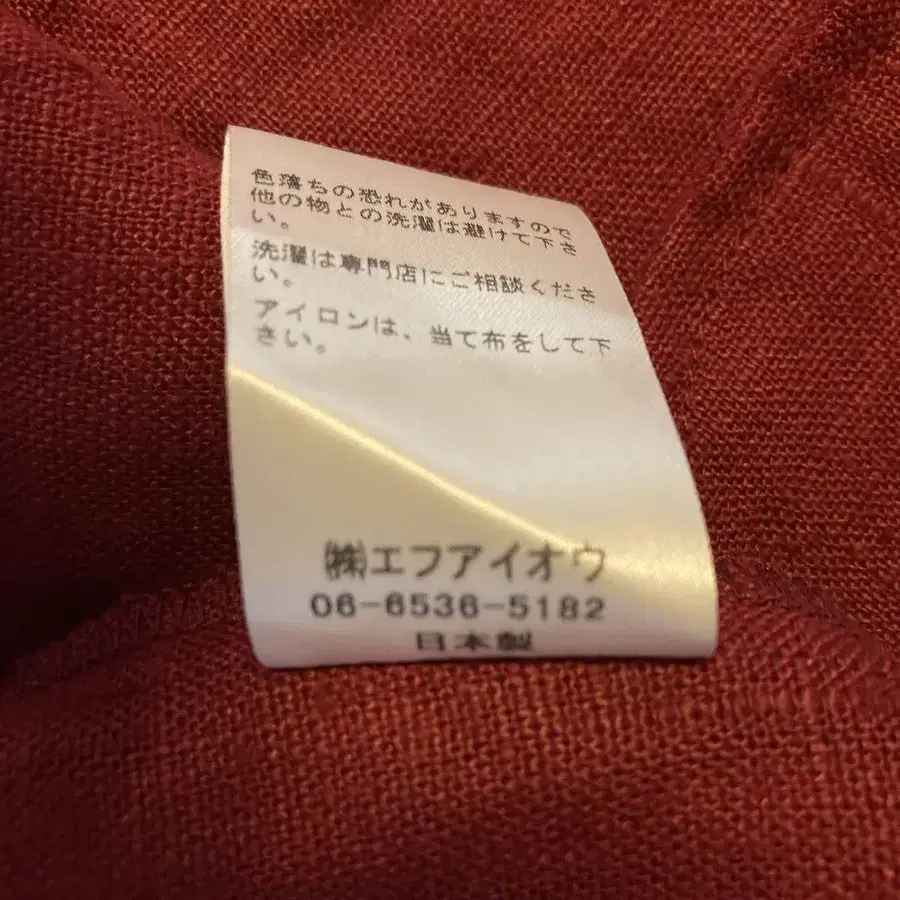 色落ちの恐れがありますので
他の物との洗濯は避けて下さ
い。
洗濯は専門店にご相談くださ
い。
アイロンは、当て布をして下
さい。
㈱エフアイオウ
06-6536-5182
日本製